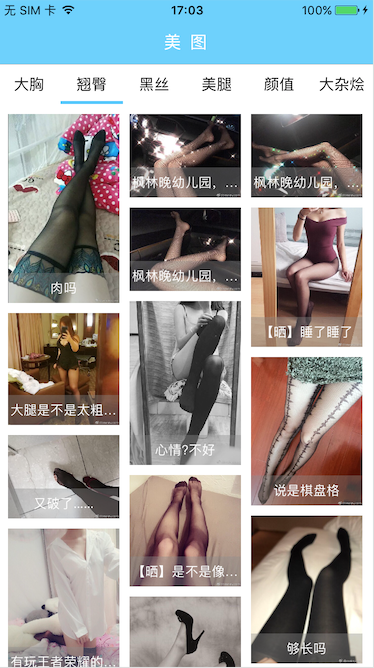 无 SIM 卡 17:03 100%
美 图
大胸 翘臀 黑丝 美腿 颜值 大杂烩
枫林晚幼儿园，...
枫林晚幼儿园，...
枫林晚幼儿园，...
肉吗
【晒】睡了睡了
大腿是不是太粗...
心情?不好
说是棋盘格
又破了......
【晒】是不是像...
有玩王者荣耀的...
够长吗